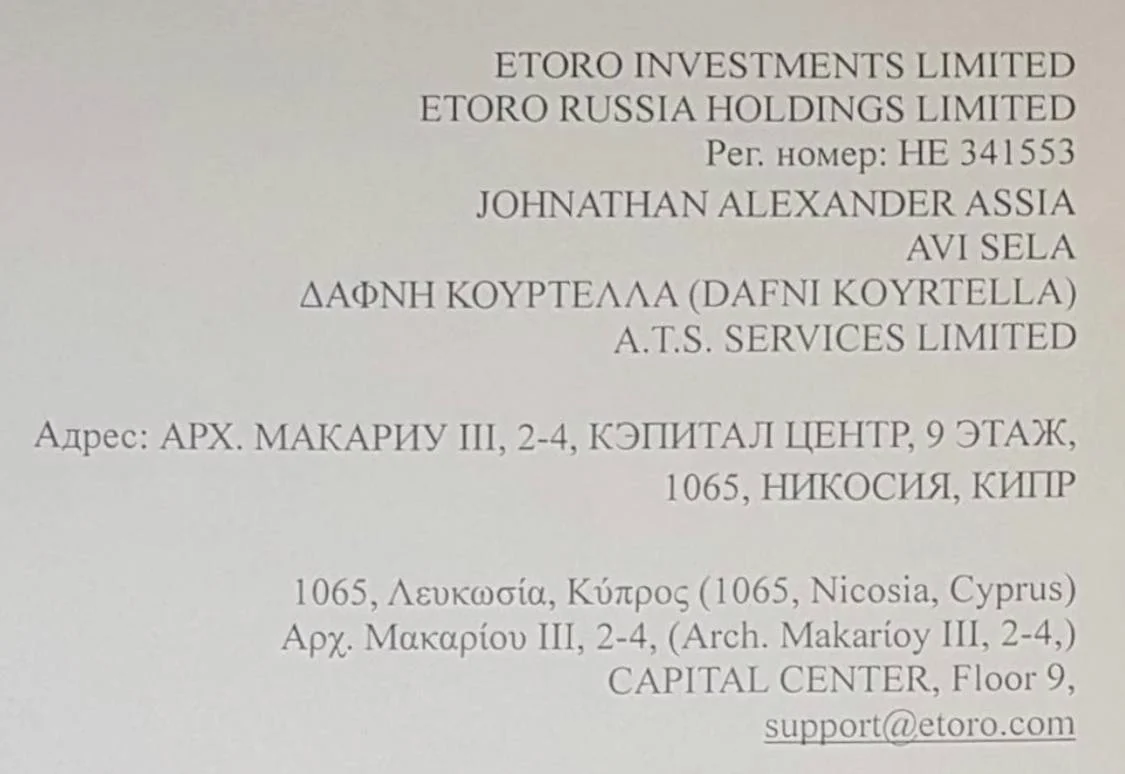 ETORO INVESTMENTS LIMITED
ETORO RUSSIA HOLDINGS LIMITED
Рег. номер: HE 341553
JOHNATHAN ALEXANDER ASSIA
AVI SELA
ΔΑΦΝΗ ΚΟΥΡΤΕΛΛΑ (DAFNI KOYRTELLA)
A.T.S. SERVICES LIMITED
Адрес: АРХ. МАКАРИУ III, 2-4, КЭПИТАЛ ЦЕНТР, 9 ЭТАЖ,
1065, НИКОСИЯ, КИПР
1065, Λευκωσία, Κύπρος (1065, Nicosia, Cyprus)
Αρχ. Μακαρίου III, 2-4, (Arch. Makaríoy III, 2-4,)
CAPITAL CENTER, Floor 9,
support@etoro.com